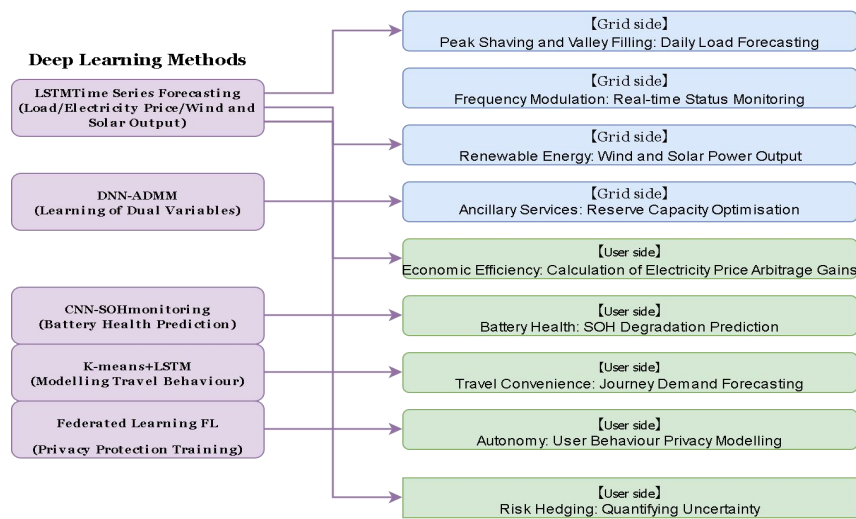 Deep Learning Methods
LSTMTime Series Forecasting
(Load/Electricity Price/Wind and
Solar Output)
DNN-ADMM
(Learning of Dual Variables)
CNN-SOHmonitoring
(Battery Health Prediction)
K-means+LSTM
(Modelling Travel Behaviour)
Federated Learning FL
(Privacy Protection Training)
【Grid side】
Peak Shaving and Valley Filling: Daily Load Forecasting
【Grid side】
Frequency Modulation: Real-time Status Monitoring
【Grid side】
Renewable Energy: Wind and Solar Power Output
【Grid side】
Ancillary Services: Reserve Capacity Optimisation
【User side】
Economic Efficiency: Calculation of Electricity Price Arbitrage Gains
【User side】
Battery Health: SOH Degradation Prediction
【User side】
Travel Convenience: Journey Demand Forecasting
【User side】
Autonomy: User Behaviour Privacy Modelling
【User side】
Risk Hedging: Quantifying Uncertainty